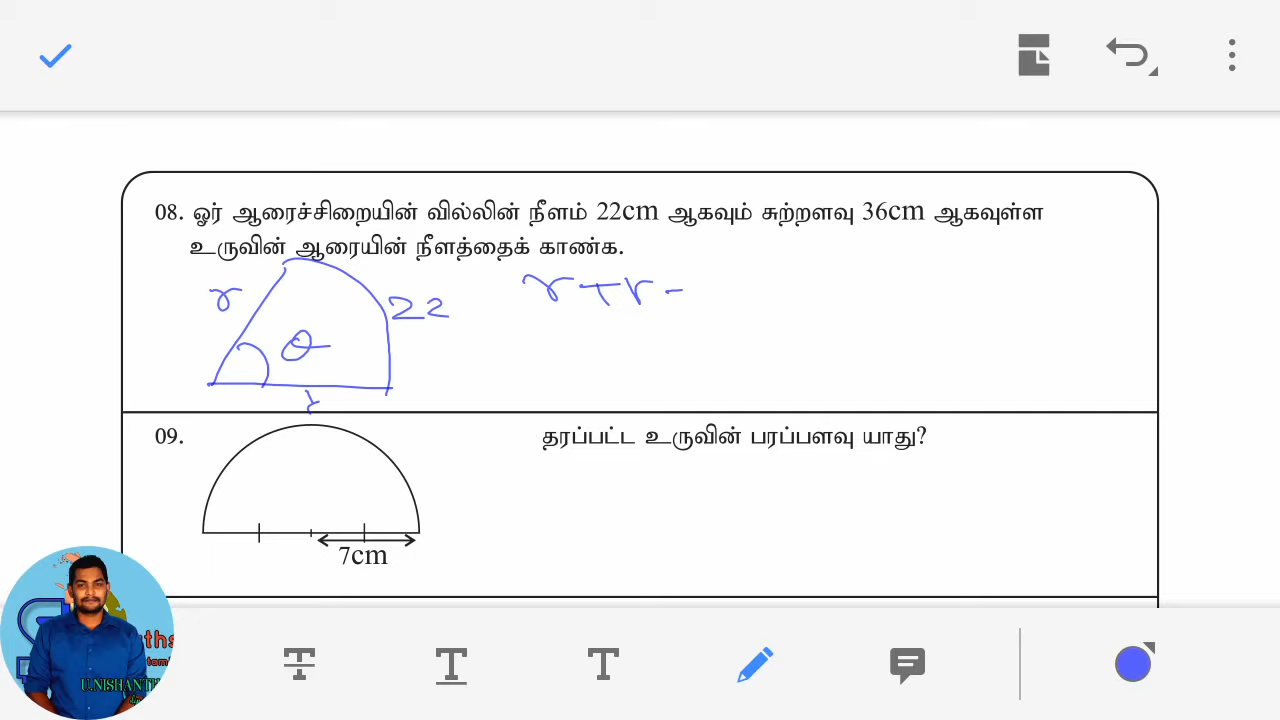 08. ஓர் ஆரைச்சிறையின் வில்லின் நீளம் 22cm ஆகவும் சுற்றளவு 36cm ஆகவுள்ள
உருவின் ஆரையின் நீளத்தைக் காண்க.
r
22
θ
r
r + r -
09.
தரப்பட்ட உருவின் பரப்பளவு யாது?
7cm
ths
U.NISHANTH
T
T
T